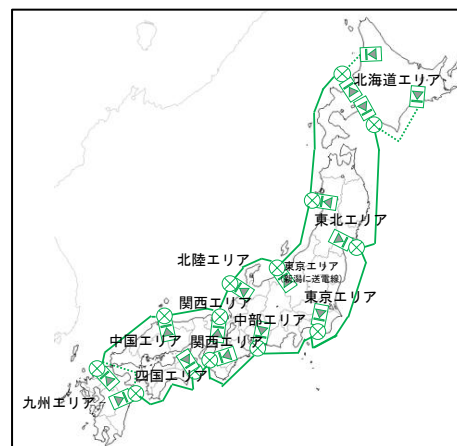 北海道エリア
東北エリア
北陸エリア
東京エリア
(新潟に送電線)
関西エリア
東京エリア
中部エリア
中国エリア
関西エリア
四国エリア
九州エリア